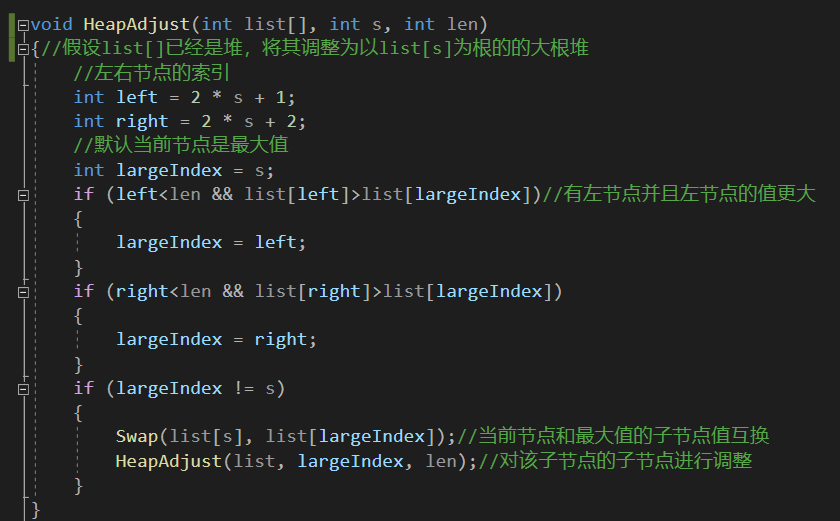 void HeapAdjust(int list[], int s, int len)
{//假设list[]已经是堆，将其调整为以list[s]为根的的大根堆
    //左右节点的索引
    int left = 2 * s + 1;
    int right = 2 * s + 2;
    //默认当前节点是最大值
    int largeIndex = s;
    if (left<len && list[left]>list[largeIndex])//有左节点并且左节点的值更大
    {
        largeIndex = left;
    }
    if (right<len && list[right]>list[largeIndex])
    {
        largeIndex = right;
    }
    if (largeIndex != s)
    {
        Swap(list[s], list[largeIndex]);//当前节点和最大值的子节点值互换
        HeapAdjust(list, largeIndex, len);//对该子节点的子节点进行调整
    }
}